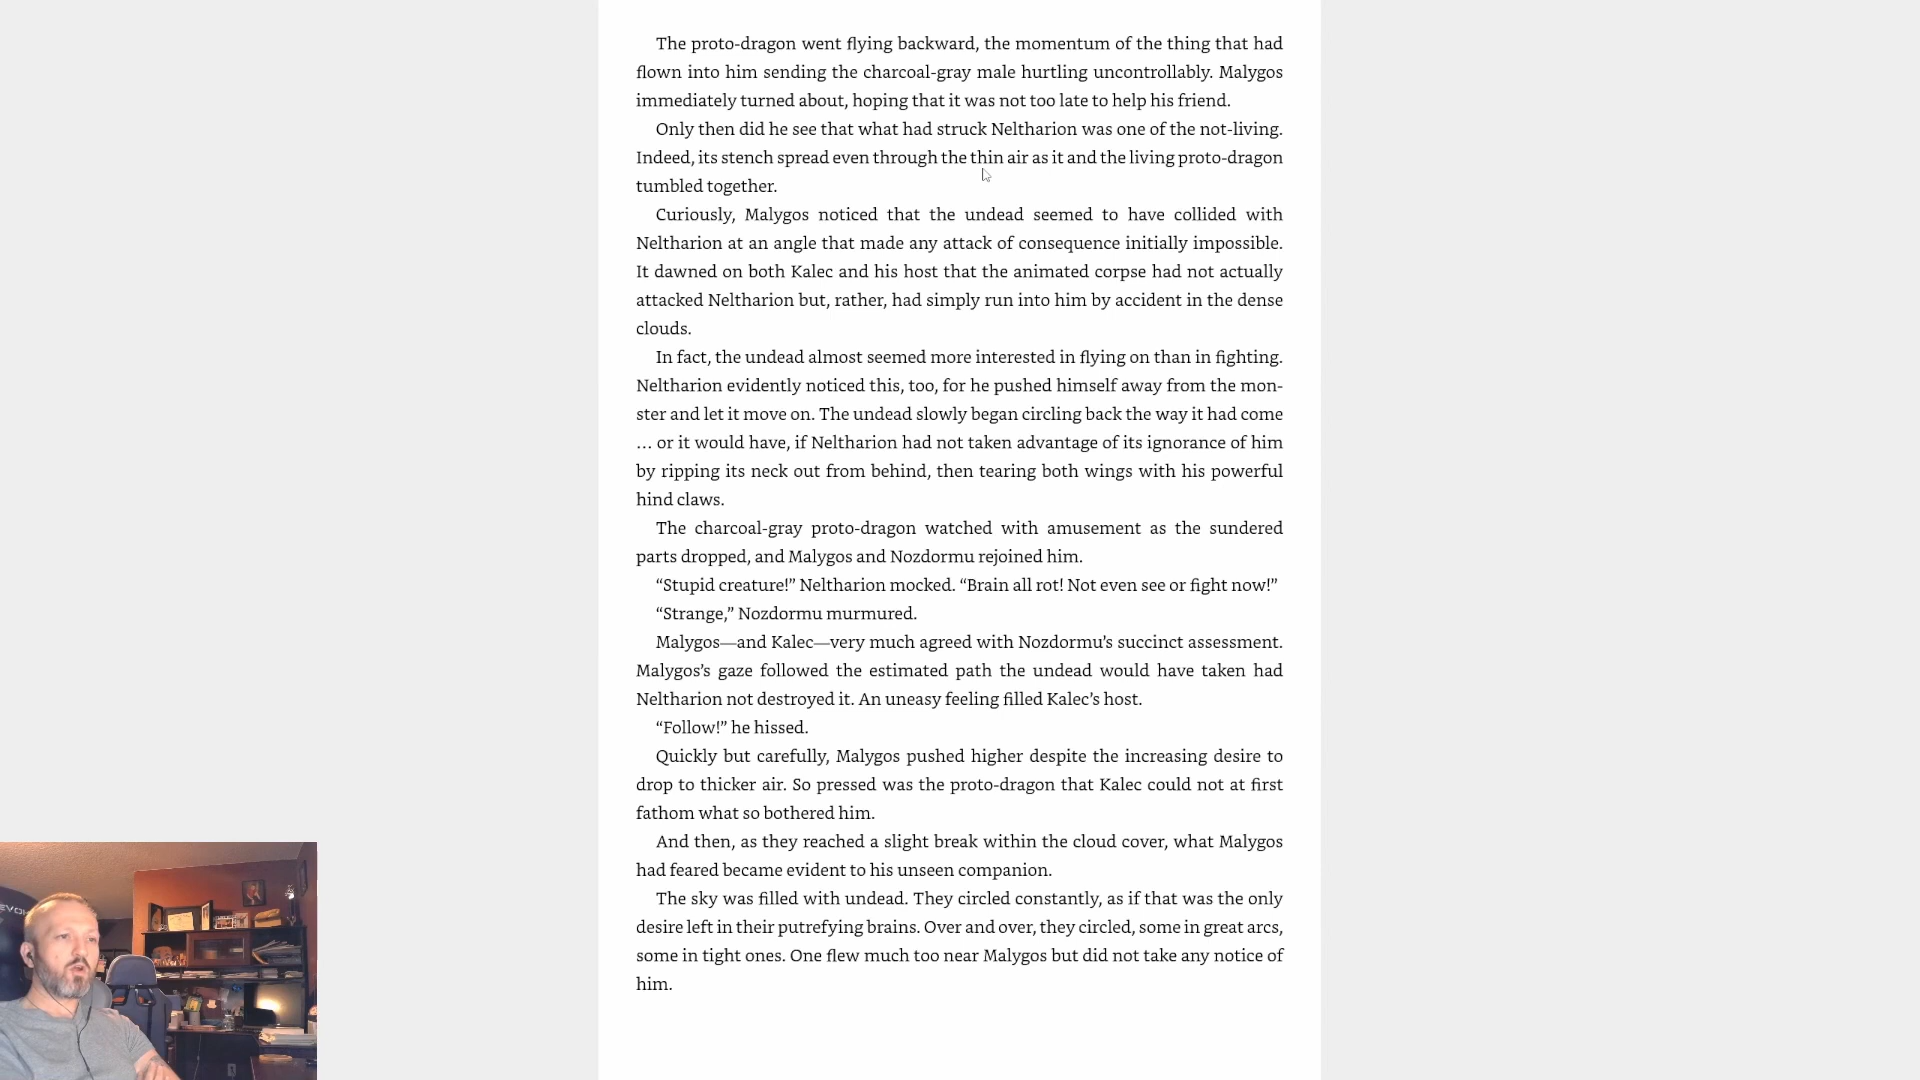 The proto-dragon went flying backward, the momentum of the thing that had
flown into him sending the charcoal-gray male hurtling uncontrollably. Malygos
immediately turned about, hoping that it was not too late to help his friend.
Only then did he see that what had struck Neltharion was one of the not-living.
Indeed, its stench spread even through the thin air as it and the living proto-dragon
tumbled together.
Curiously, Malygos noticed that the undead seemed to have collided with
Neltharion at an angle that made any attack of consequence initially impossible.
It dawned on both Kalec and his host that the animated corpse had not actually
attacked Neltharion but, rather, had simply run into him by accident in the dense
clouds.
In fact, the undead almost seemed more interested in flying on than in fighting.
Neltharion evidently noticed this, too, for he pushed himself away from the mon-
ster and let it move on. The undead slowly began circling back the way it had come
… or it would have, if Neltharion had not taken advantage of its ignorance of him
by ripping its neck out from behind, then tearing both wings with his powerful
hind claws.
The charcoal-gray proto-dragon watched with amusement as the sundered
parts dropped, and Malygos and Nozdormu rejoined him.
“Stupid creature!” Neltharion mocked. “Brain all rot! Not even see or fight now!”
“Strange,” Nozdormu murmured.
Malygos—and Kalec—very much agreed with Nozdormu’s succinct assessment.
Malygos’s gaze followed the estimated path the undead would have taken had
Neltharion not destroyed it. An uneasy feeling filled Kalec’s host.
“Follow!” he hissed.
Quickly but carefully, Malygos pushed higher despite the increasing desire to
drop to thicker air. So pressed was the proto-dragon that Kalec could not at first
fathom what so bothered him.
And then, as they reached a slight break within the cloud cover, what Malygos
had feared became evident to his unseen companion.
The sky was filled with undead. They circled constantly, as if that was the only
desire left in their putrefying brains. Over and over, they circled, some in great arcs,
some in tight ones. One flew much too near Malygos but did not take any notice of
him.